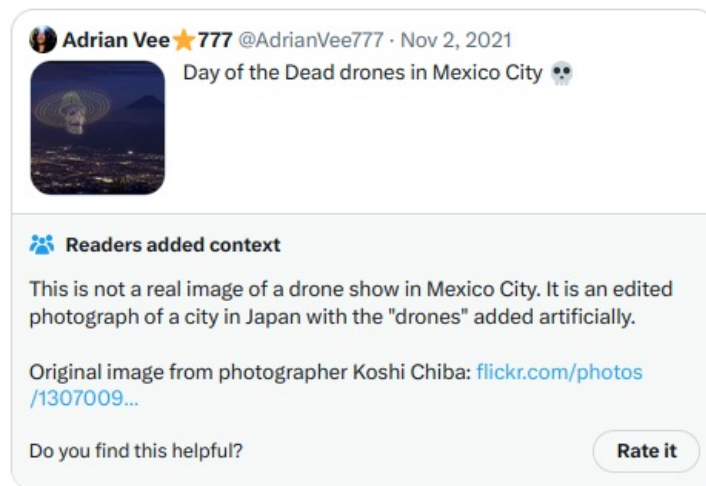 Adrian Vee⭐777 @AdrianVee777 · Nov 2, 2021
Day of the Dead drones in Mexico City 💀
Readers added context
This is not a real image of a drone show in Mexico City. It is an edited
photograph of a city in Japan with the "drones" added artificially.
Original image from photographer Koshi Chiba: flickr.com/photos
/1307009...
Do you find this helpful?
Rate it